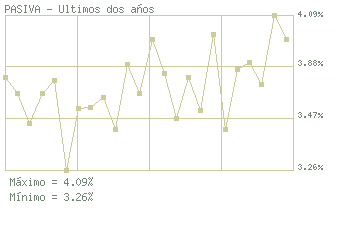 PASIVA - Ultimos dos años
4.09%
3.88%
3.47%
3.26%
Máximo = 4.09%
Mínimo = 3.26%